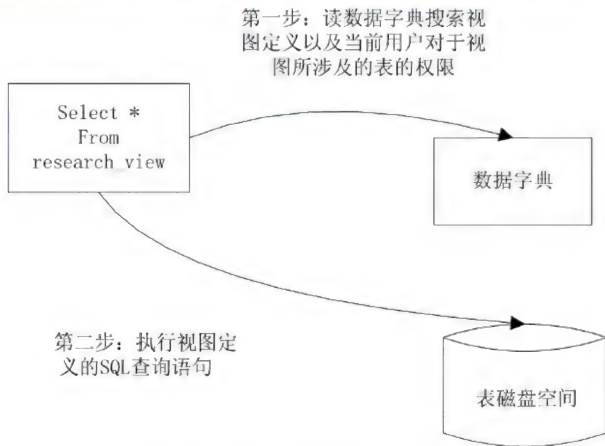 第一步：读数据字典搜索视
图定义以及当前用户对于视
图所涉及的表的权限
Select *
From
research_view
数据字典
第二步：执行视图定
义的SQL查询语句
表磁盘空间